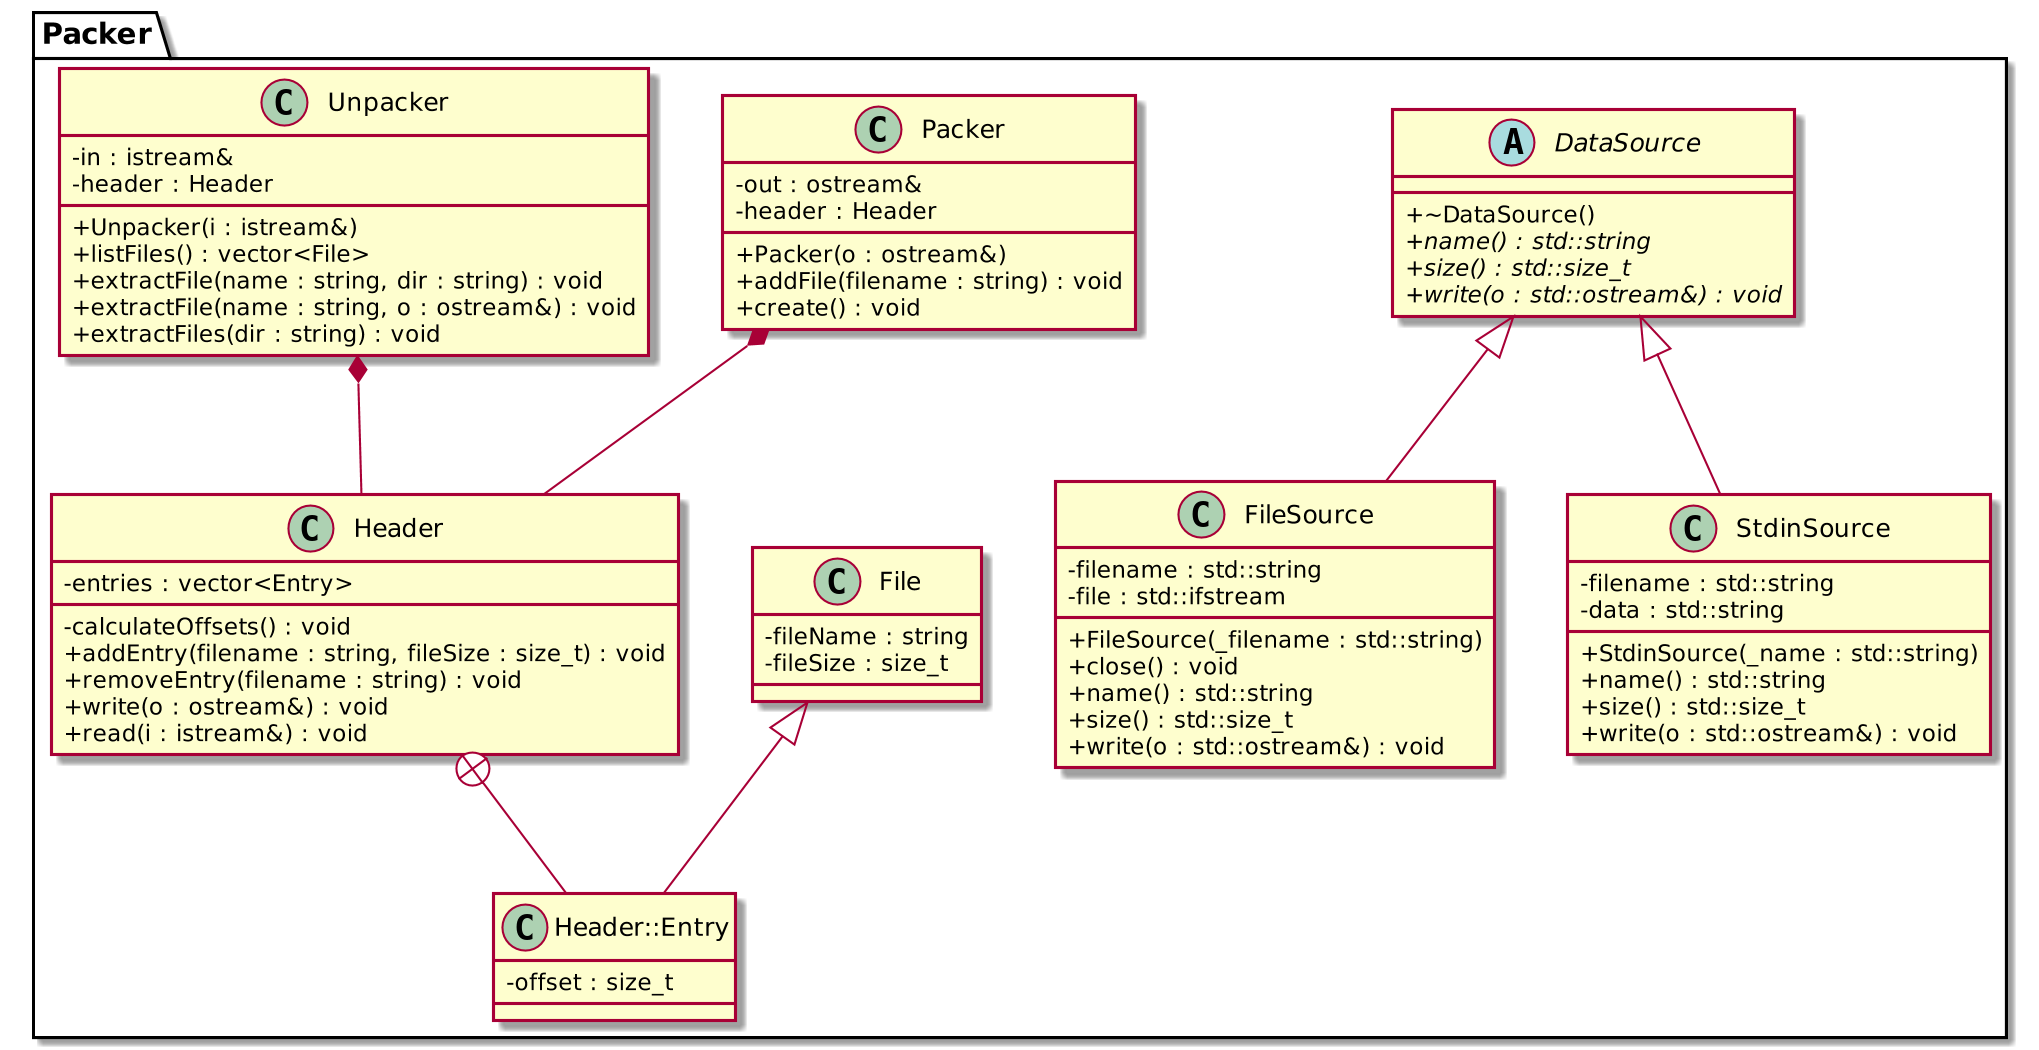 Packer
C Unpacker
-in : istream&
-header : Header
+Unpacker(i : istream&)
+listFiles() : vector<File>
+extractFile(name : string, dir : string) : void
+extractFile(name : string, o : ostream&) : void
+extractFiles(dir : string) : void
C Packer
-out : ostream&
-header : Header
+Packer(o : ostream&)
+addFile(filename : string) : void
+create() : void
A DataSource
+~DataSource()
+name() : std::string
+size() : std::size_t
+write(o : std::ostream&) : void
C Header
-entries : vector<Entry>
-calculateOffsets() : void
+addEntry(filename : string, fileSize : size_t) : void
+removeEntry(filename : string) : void
+write(o : ostream&) : void
+read(i : istream&) : void
C File
-fileName : string
-fileSize : size_t
C FileSource
-filename : std::string
-file : std::ifstream
+FileSource(_filename : std::string)
+close() : void
+name() : std::string
+size() : std::size_t
+write(o : std::ostream&) : void
C StdinSource
-filename : std::string
-data : std::string
+StdinSource(_name : std::string)
+name() : std::string
+size() : std::size_t
+write(o : std::ostream&) : void
C Header::Entry
-offset : size_t